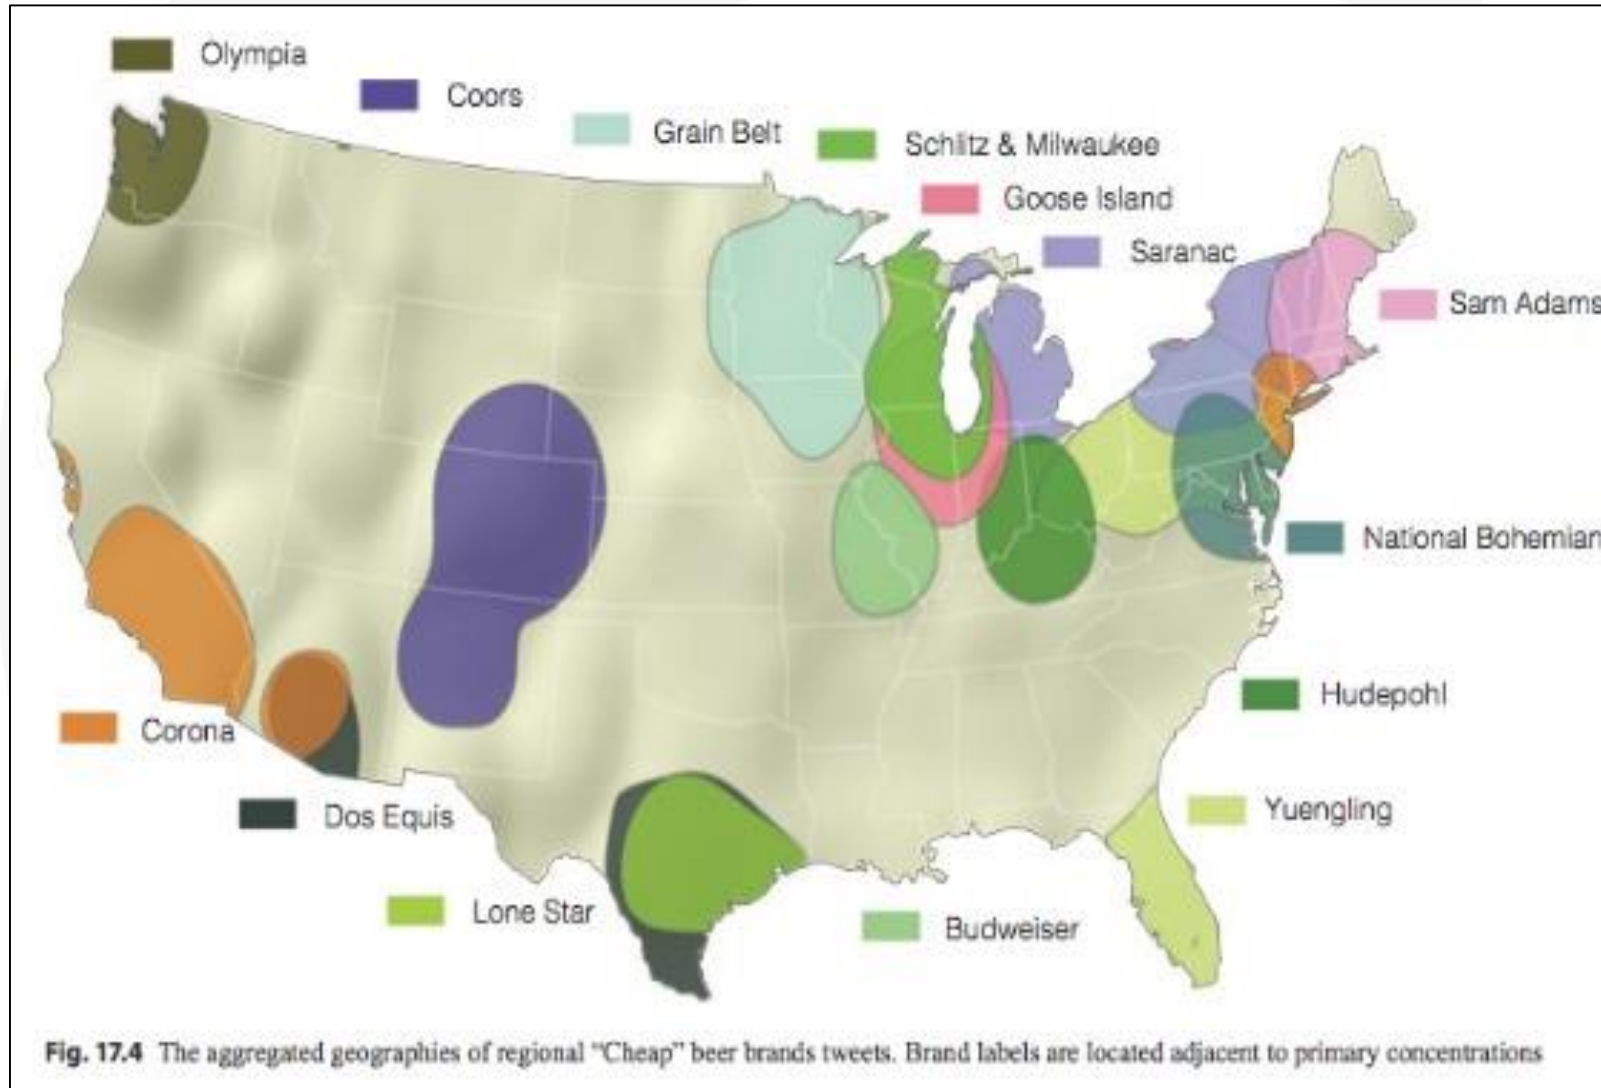 Olympia
Coors
Grain Belt
Schlitz & Milwaukee
Goose Island
Saranac
Sam Adams
National Bohemian
Hudepohl
Corona
Yuengling
Dos Equis
Lone Star
Budweiser
Fig. 17.4 The aggregated geographies of regional “Cheap” beer brands tweets. Brand labels are located adjacent to primary concentrations